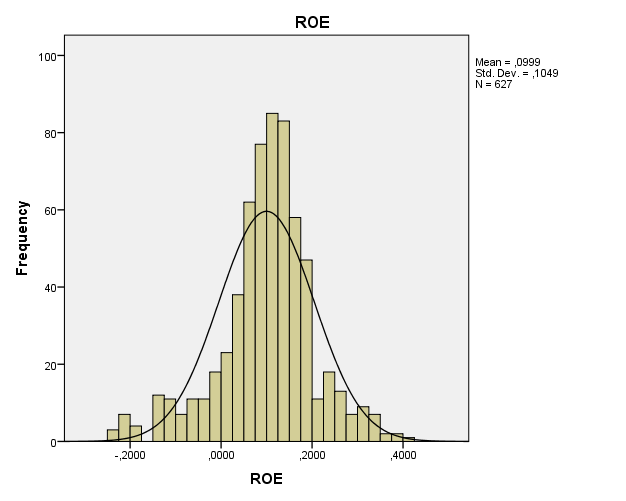 ROE
Mean = ,0999
Std. Dev. = ,1049
N = 627
100
80
60
40
20
0
Frequency
-,2000
,0000
,2000
,4000
ROE